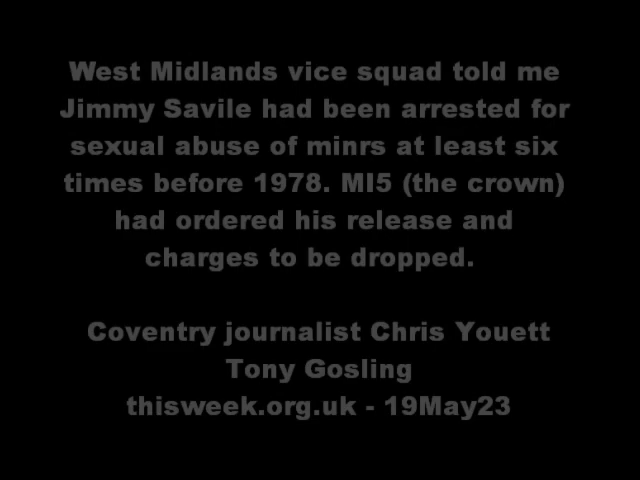 West Midlands vice squad told me
Jimmy Savile had been arrested for
sexual abuse of minrs at least six
times before 1978. MI5 (the crown)
had ordered his release and
charges to be dropped.
Coventry journalist Chris Youett
Tony Gosling
thisweek.org.uk - 19May23